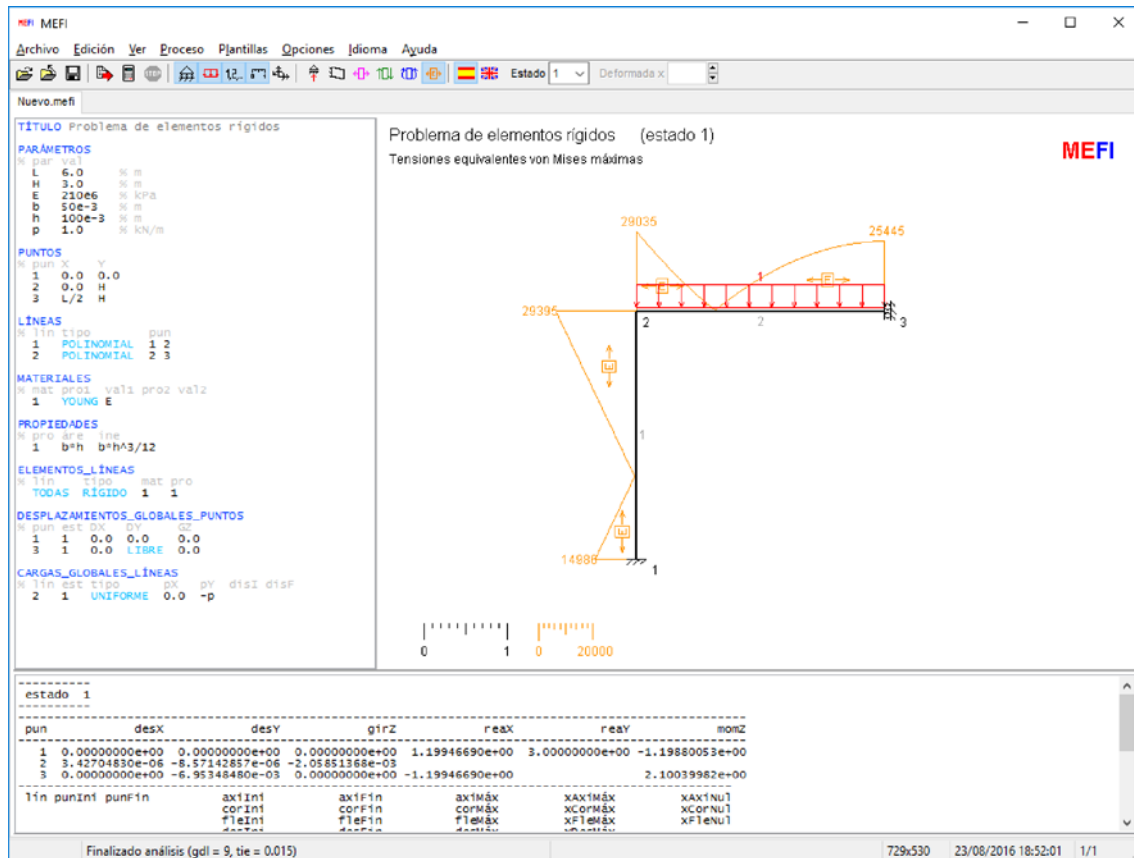 MEFI MEFI
Archivo Edición Ver Proceso Plantillas Opciones Idioma Ayuda
Estado 1 Deformada x
Nuevo.mefi
TÍTULO Problema de elementos rígidos
PARÁMETROS
% par val
L 6.0 % m
H 3.0 % m
E 210e6 % kPa
b 50e-3 % m
h 100e-3 % m
p 1.0 % kN/m
PUNTOS
% pun X Y
1 0.0 0.0
2 0.0 H
3 L/2 H
LÍNEAS
% lin tipo pun
1 POLINOMIAL 1 2
2 POLINOMIAL 2 3
MATERIALES
% mat pro1 val1 pro2 val2
1 YOUNG E
PROPIEDADES
% pro áre ine
1 b*h b*h^3/12
ELEMENTOS_LÍNEAS
% lin tipo mat pro
TODAS RÍGIDO 1 1
DESPLAZAMIENTOS_GLOBALES_PUNTOS
% pun est DX DY GZ
1 1 0.0 0.0 0.0
3 1 0.0 LIBRE 0.0
CARGAS_GLOBALES_LÍNEAS
% lin est tipo pX pY disI disF
2 1 UNIFORME 0.0 -p
Problema de elementos rígidos (estado 1)
Tensiones equivalentes von Mises máximas
MEFI
29035
25445
1
E
E
29395
2
2
3
E
1
E
14986
1
0 1 0 20000
----------
estado 1
----------
pun desX desY girZ reaX reaY momZ
1 0.00000000e+00 0.00000000e+00 0.00000000e+00 1.19946690e+00 3.00000000e+00 -1.19880053e+00
2 3.42704830e-06 -8.57142857e-06 -2.05851368e-03
3 0.00000000e+00 -6.95348480e-03 0.00000000e+00 -1.19946690e+00 2.10039982e+00
lin punIni punFin axiIni axiFin axiMáx xAxiMáx xAxiNul
corIni corFin corMáx xCorMáx xCorNul
fleIni fleFin fleMáx xFleMáx xFleNul
Finalizado análisis (gdl = 9, tie = 0.015) 729x530 23/08/2016 18:52:01 1/1